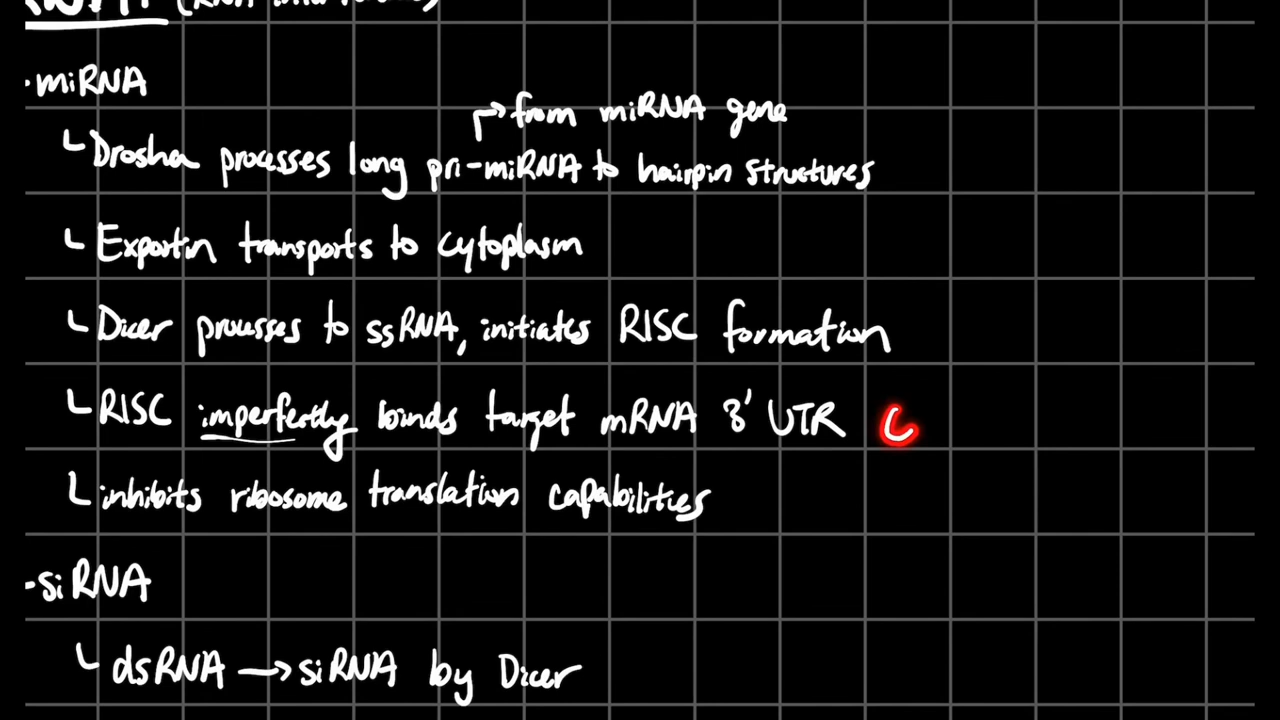 (RNA
·miRNA
from miRNA gene
Drosha processes long pri-miRNA to hairpin structures
Exportin transports to cytoplasm
Dicer processes to ssRNA, initiates RISC formation
RISC imperfectly binds target mRNA 3' UTR C
inhibits ribosome translation capabilities
·siRNA
dsRNA → siRNA by Dicer